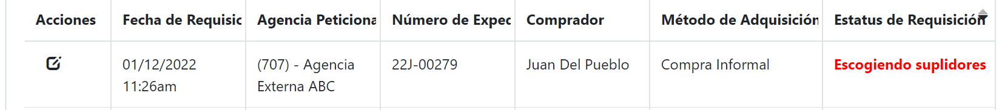 Acciones
Fecha de Requisic
Agencia Peticiona
Número de Exped
Comprador
Método de Adquisición
Estatus de Requisición
01/12/2022
11:26am
(707) - Agencia
Externa ABC
22J-00279
Juan Del Pueblo
Compra Informal
Escogiendo suplidores